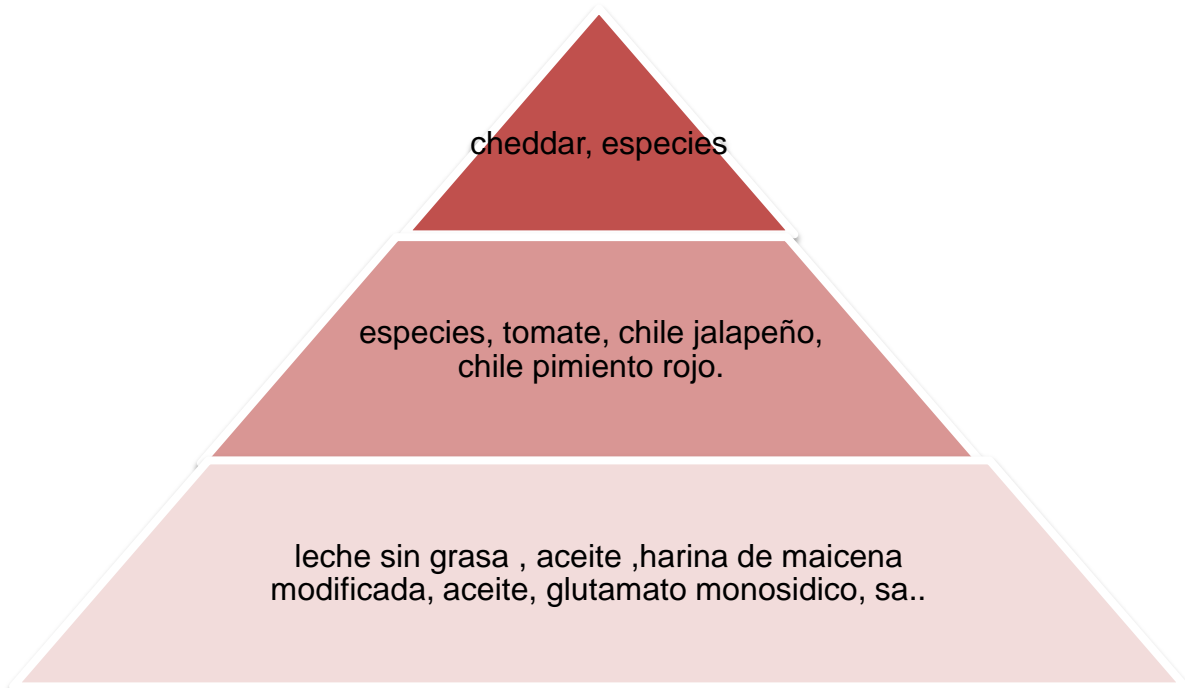 cheddar, especies
especies, tomate, chile jalapeño,
chile pimiento rojo.
leche sin grasa , aceite ,harina de maicena
modificada, aceite, glutamato monosidico, sa..